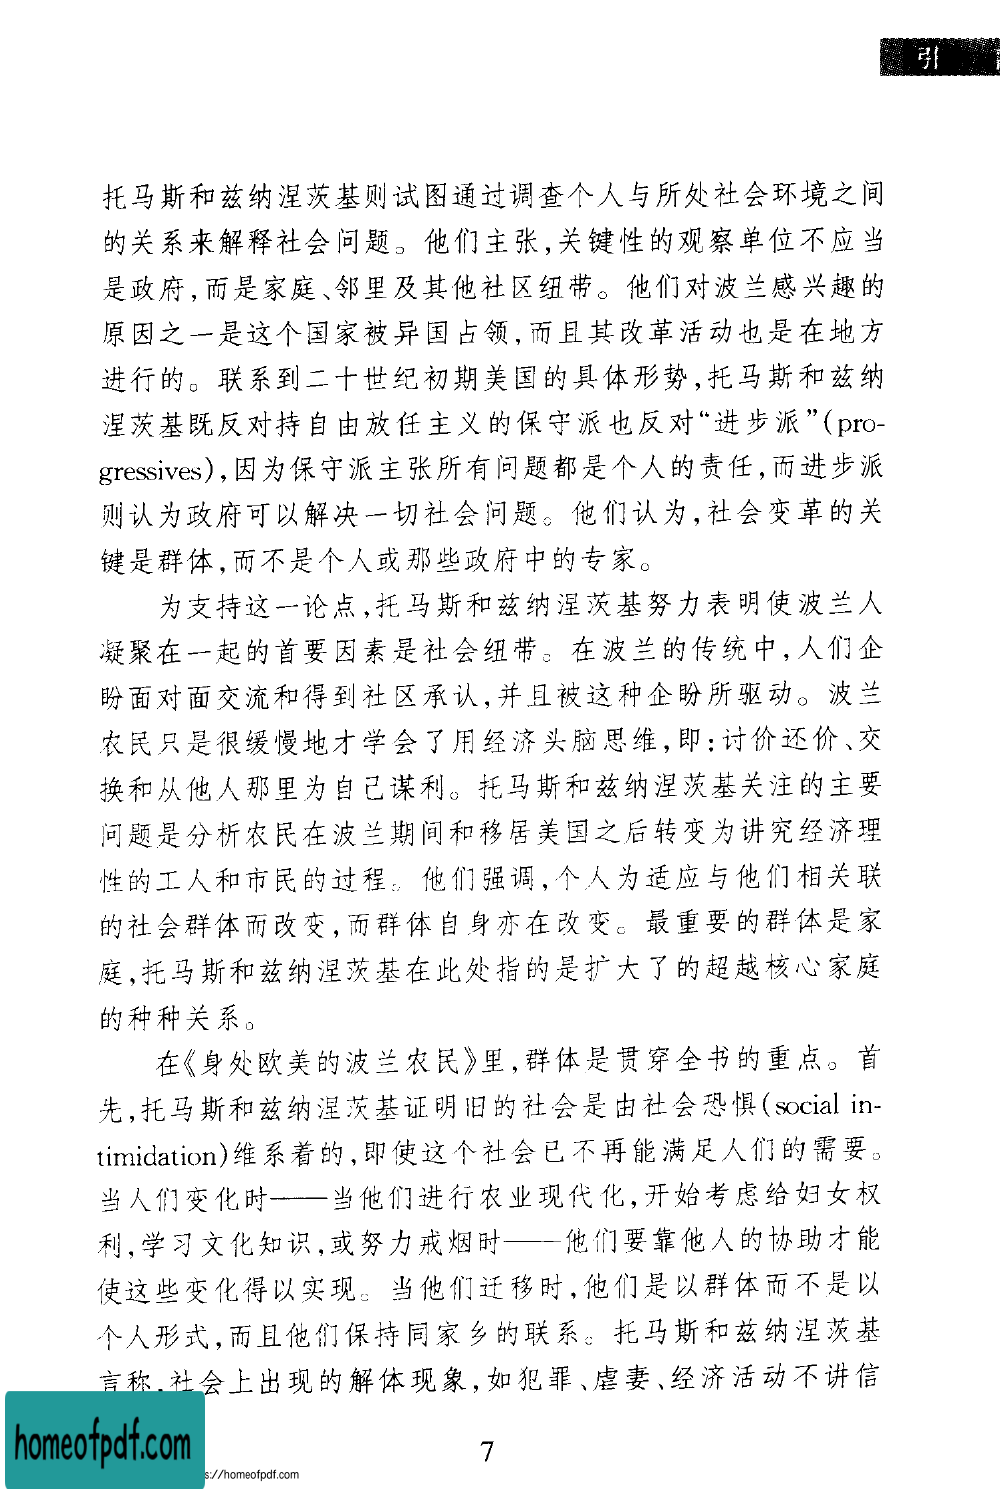 引
托马斯和兹纳涅茨基则试图通过调查个人与所处社会环境之间
的关系来解释社会问题。他们主张,关键性的观察单位不应当
是政府,而是家庭、邻里及其他社区纽带。他们对波兰感兴趣的
原因之一是这个国家被异国占领,而且其改革活动也是在地方
进行的。联系到二十世纪初期美国的具体形势,托马斯和兹纳
涅茨基既反对持自由放任主义的保守派也反对“进步派”(pro-
gressives),因为保守派主张所有问题都是个人的责任,而进步派
则认为政府可以解决一切社会问题。他们认为,社会变革的关
键是群体,而不是个人或那些政府中的专家。
为支持这一论点,托马斯和兹纳涅茨基努力表明使波兰人
凝聚在一起的首要因素是社会纽带。在波兰的传统中,人们企
盼面对面交流和得到社区承认,并且被这种企盼所驱动。波兰
农民只是很缓慢地才学会了用经济头脑思维,即:讨价还价、交
换和从他人那里为自己谋利。托马斯和兹纳涅茨基关注的主要
问题是分析农民在波兰期间和移居美国之后转变为讲究经济理
性的工人和市民的过程。他们强调,个人为适应与他们相关联
的社会群体而改变,而群体自身亦在改变。最重要的群体是家
庭,托马斯和兹纳涅茨基在此处指的是扩大了的超越核心家庭
的种种关系。
在《身处欧美的波兰农民》里,群体是贯穿全书的重点。首
先,托马斯和兹纳涅茨基证明旧的社会是由社会恐惧(social in-
timidation)维系着的,即使这个社会已不再能满足人们的需要。
当人们变化时——当他们进行农业现代化,开始考虑给妇女权
利,学习文化知识,或努力戒烟时——他们要靠他人的协助才能
使这些变化得以实现。当他们迁移时,他们是以群体而不是以
个人形式,而且他们保持同家乡的联系。托马斯和兹纳涅茨基
言称,社会上出现的解体现象,如犯罪、虐妻、经济活动不讲信
7
homeofpdf.com
s://homeofpdf.com